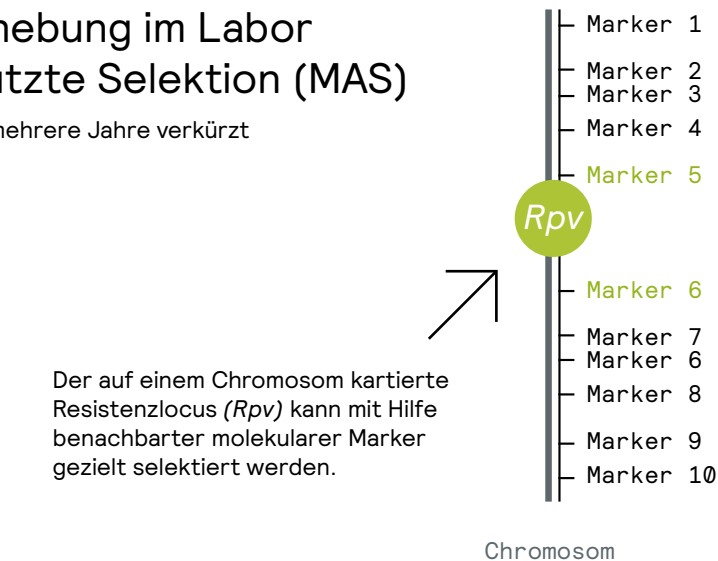 hebung im Labor
tzte Selektion (MAS)
ehrere Jahre verkürzt
Marker 1
Marker 2
Marker 3
Marker 4
Marker 5
Rpv
Marker 6
Marker 7
Marker 6
Marker 8
Marker 9
Marker 10
Der auf einem Chromosom kartierte
Resistenzlocus (Rpv) kann mit Hilfe
benachbarter molekularer Marker
gezielt selektiert werden.
Chromosom